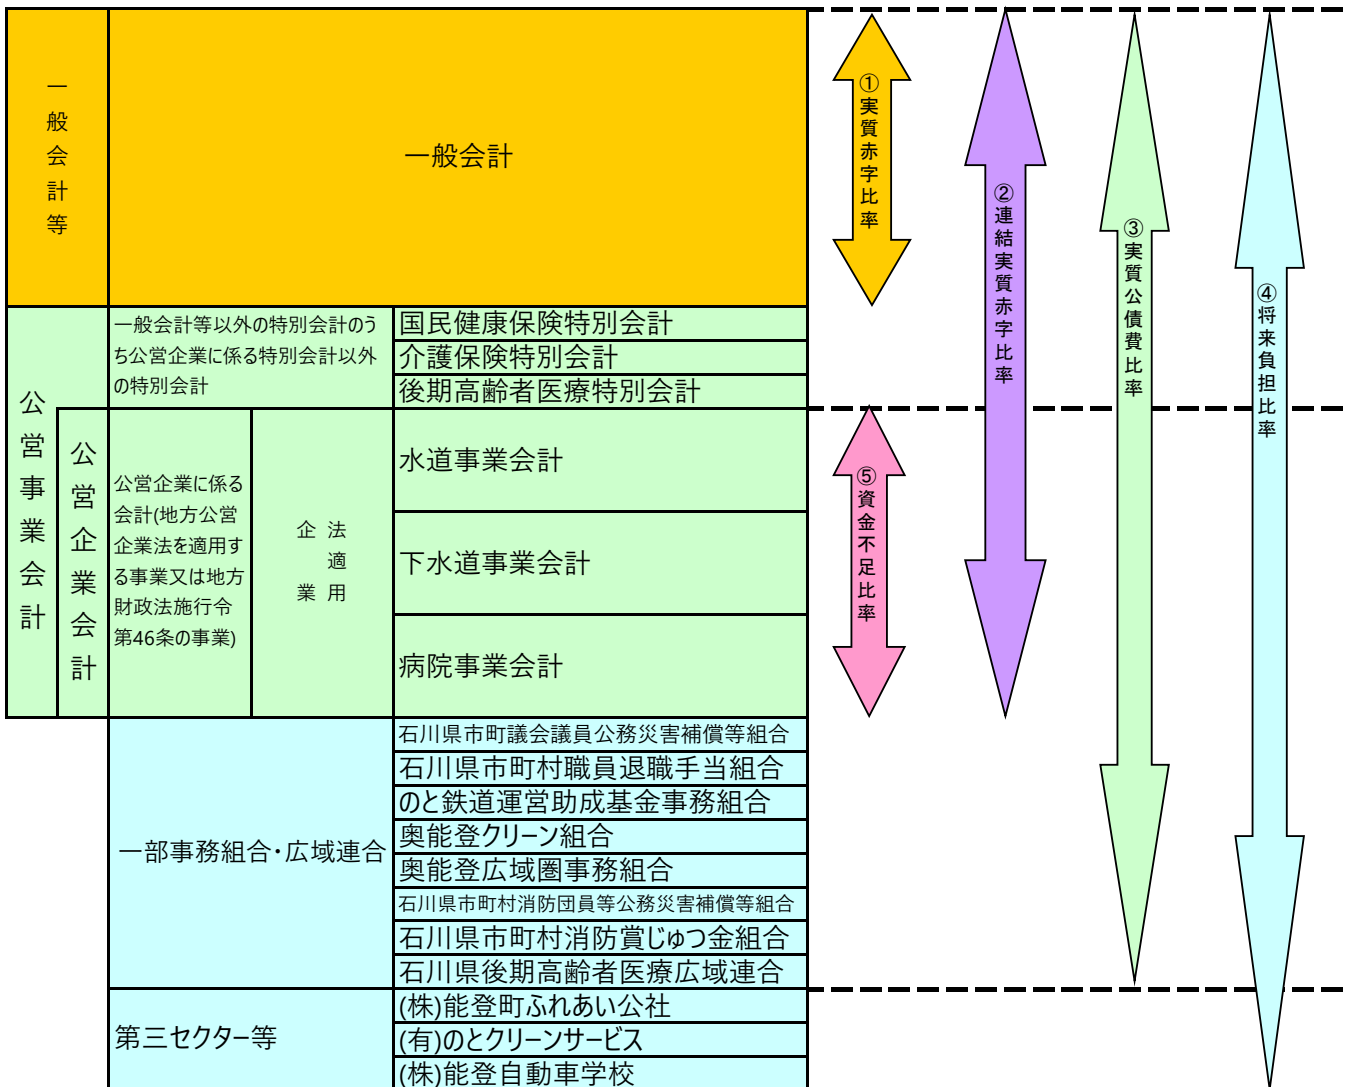 一般会計等
一般会計
①実質赤字比率
②連結実質赤字比率
③実質公債費比率
④将来負担比率
公営事業会計
一般会計等以外の特別会計のう
ち公営企業に係る特別会計以外
の特別会計
国民健康保険特別会計
介護保険特別会計
後期高齢者医療特別会計
公営企業会計
公営企業に係る
会計(地方公営
企業法を適用す
る事業又は地方
財政法施行令
第46条の事業)
法適用
企業
水道事業会計
下水道事業会計
病院事業会計
⑤資金不足比率
一部事務組合・広域連合
石川県市町議会議員公務災害補償等組合
石川県市町村職員退職手当組合
のと鉄道運営助成基金事務組合
奥能登クリーン組合
奥能登広域圏事務組合
石川県市町村消防団員等公務災害補償等組合
石川県市町村消防賞じゅつ金組合
石川県後期高齢者医療広域連合
第三セクター等
(株)能登町ふれあい公社
(有)のとクリーンサービス
(株)能登自動車学校